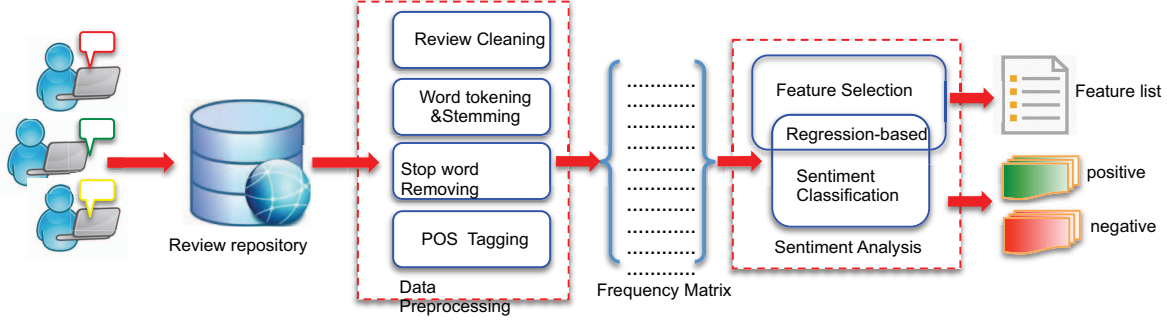 Review repository
Review Cleaning
Word tokening
&Stemming
Stop word
Removing
POS Tagging
Data
Preprocessing
Frequency Matrix
Feature Selection
Regression-based
Sentiment
Classification
Sentiment Analysis
Feature list
positive
negative